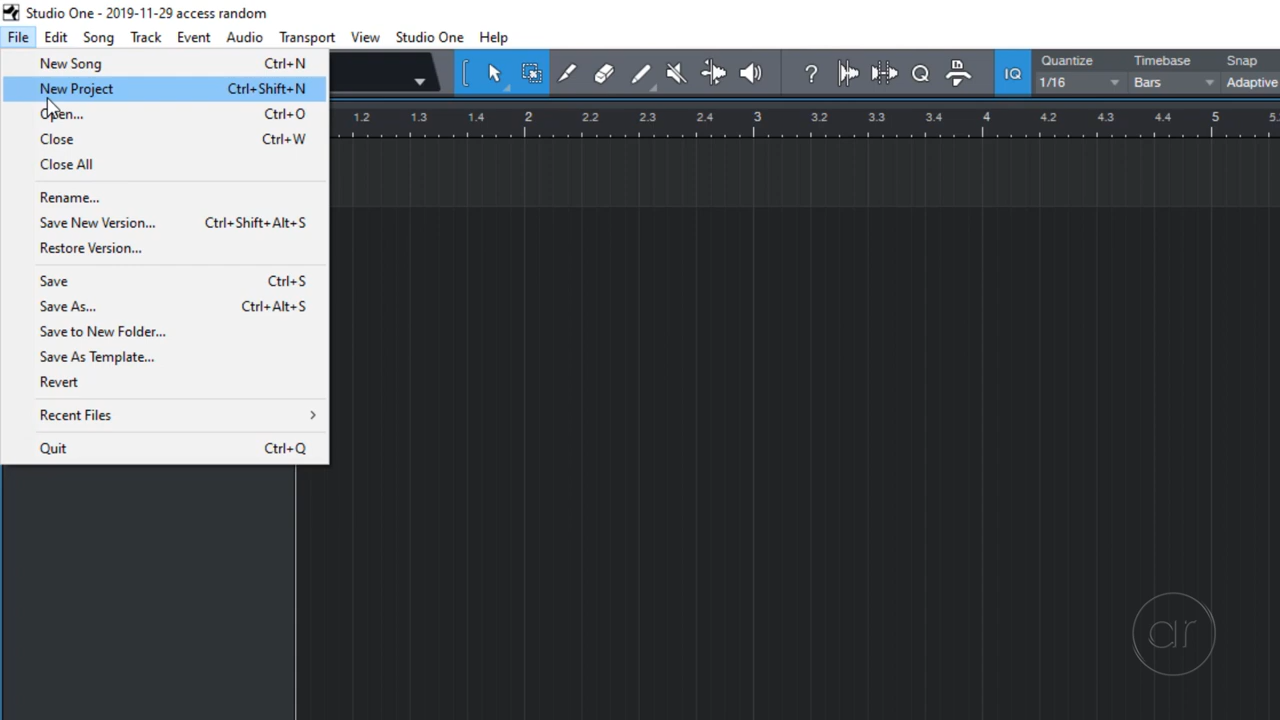 Studio One - 2019-11-29 access random
File Edit Song Track Event Audio Transport View Studio One Help
New Song Ctrl+N
New Project Ctrl+Shift+N
Open... Ctrl+O
Close Ctrl+W
Close All
Rename...
Save New Version... Ctrl+Shift+Alt+S
Restore Version...
Save Ctrl+S
Save As... Ctrl+Alt+S
Save to New Folder...
Save As Template...
Revert
Recent Files
Quit Ctrl+Q
? Q IQ
Quantize Timebase Snap
1/16 Bars Adaptive
1.2 1.3 1.4 2 2.2 2.3 2.4 3 3.2 3.3 3.4 4 4.2 4.3 4.4 5 5.
ar